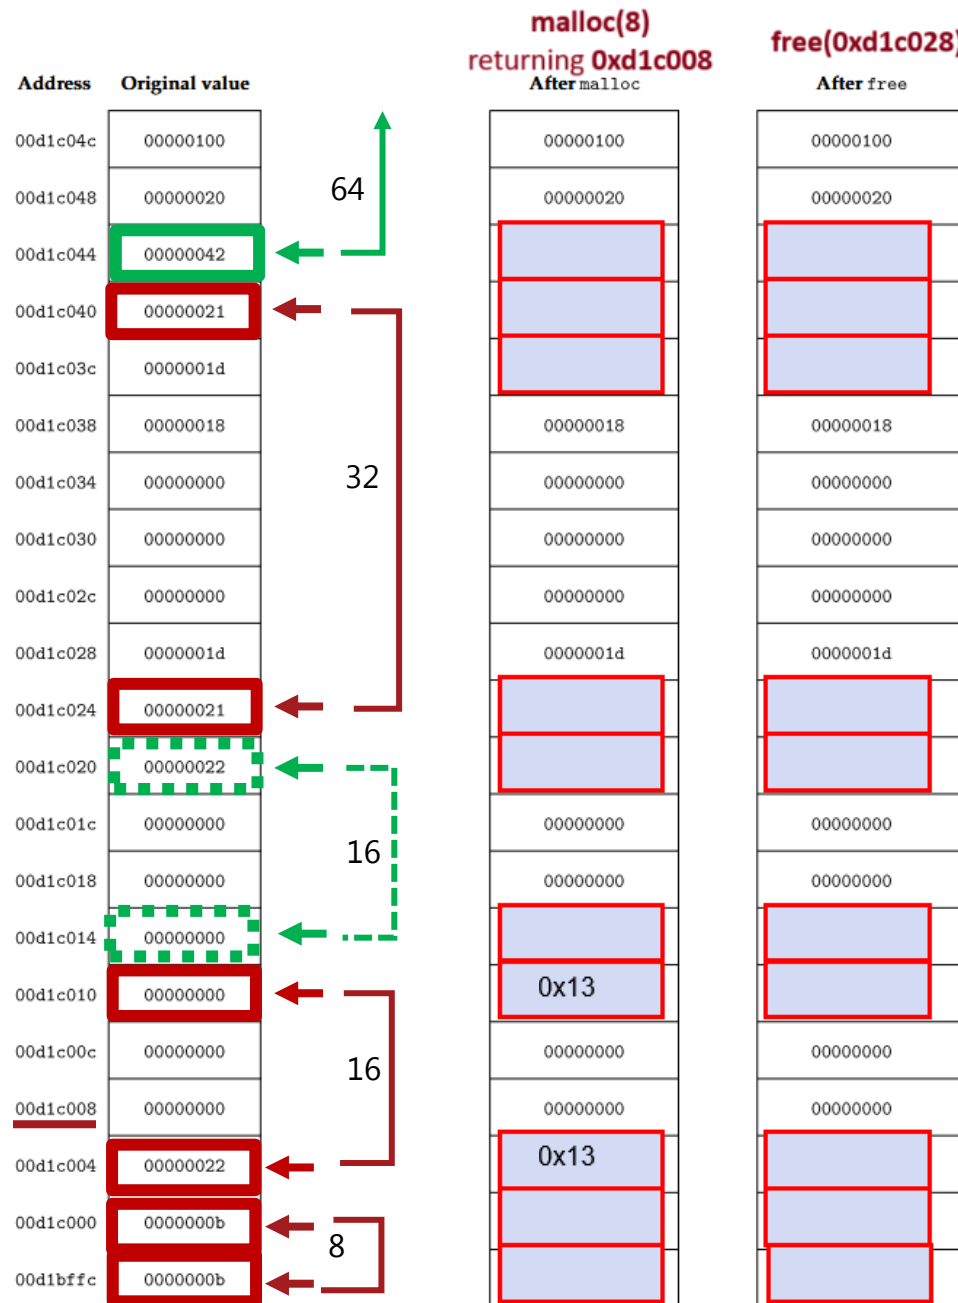 malloc(8)
returning 0xd1c008
free(0xd1c028)
Address Original value After malloc After free
00d1c04c 00000100 00000100 00000100
00d1c048 00000020 64 00000020 00000020
00d1c044 00000042
00d1c040 00000021
00d1c03c 0000001d
00d1c038 00000018 00000018 00000018
00d1c034 00000000 32 00000000 00000000
00d1c030 00000000 00000000 00000000
00d1c02c 00000000 00000000 00000000
00d1c028 0000001d 0000001d 0000001d
00d1c024 00000021
00d1c020 00000022
00d1c01c 00000000 16 00000000 00000000
00d1c018 00000000 00000000 00000000
00d1c014 00000000
00d1c010 00000000 0x13
00d1c00c 00000000 16 00000000 00000000
00d1c008 00000000 00000000 00000000
00d1c004 00000022 0x13
00d1c000 0000000b 8
00d1bffc 0000000b